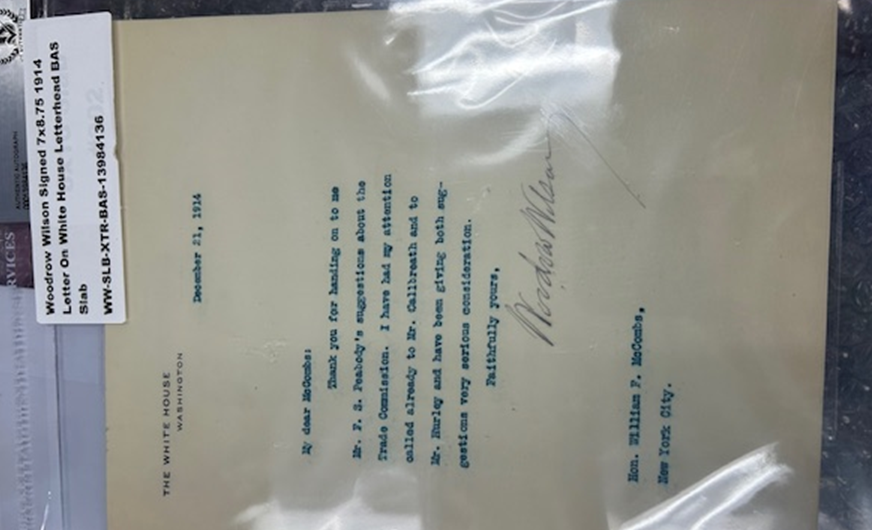 Woodrow Wilson Signed 7x8.75 1914
Letter On White House Letterhead BAS
Slab
WW-SLB-XTR-BAS-13984136
AUTHENTIC AUTOGRAPH
VICES
THE WHITE HOUSE
WASHINGTON
December 21, 1914
My dear McCombs:
Thank you for handing on to me
Mr. F. S. Peabody's suggestions about the
Trade Commission. I have had my attention
called already to Mr. Callbreath and to
Mr. Hurley and have been giving both sug-
gestions very serious consideration.
Faithfully yours,
Woodrow Wilson
Hon. William F. McCombs,
New York City.